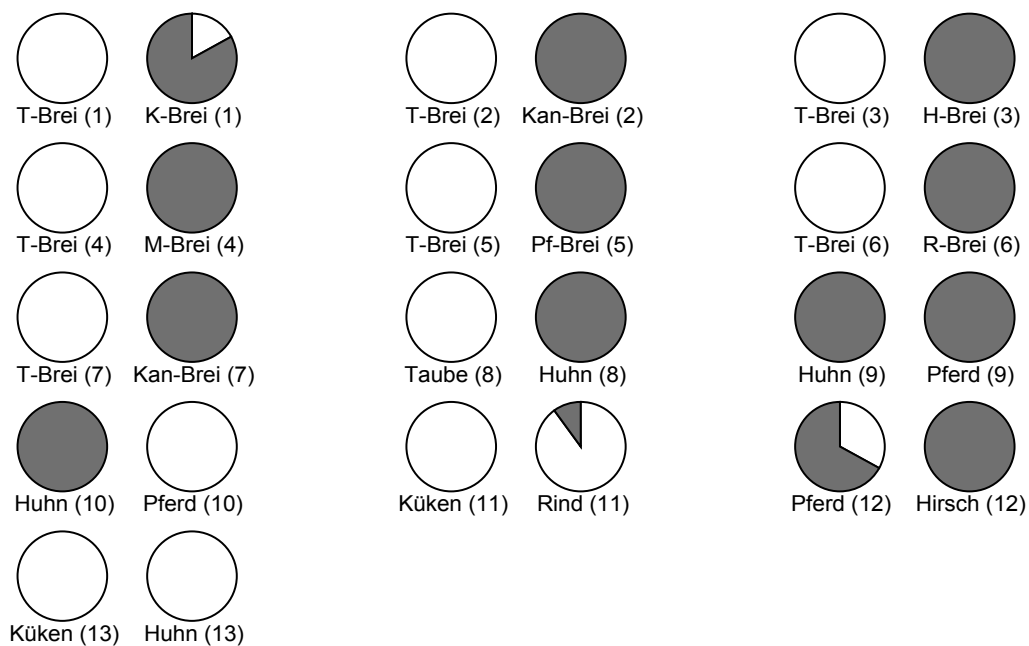 T-Brei (1) K-Brei (1) T-Brei (2) Kan-Brei (2) T-Brei (3) H-Brei (3)
T-Brei (4) M-Brei (4) T-Brei (5) Pf-Brei (5) T-Brei (6) R-Brei (6)
T-Brei (7) Kan-Brei (7) Taube (8) Huhn (8) Huhn (9) Pferd (9)
Huhn (10) Pferd (10) Küken (11) Rind (11) Pferd (12) Hirsch (12)
Küken (13) Huhn (13)